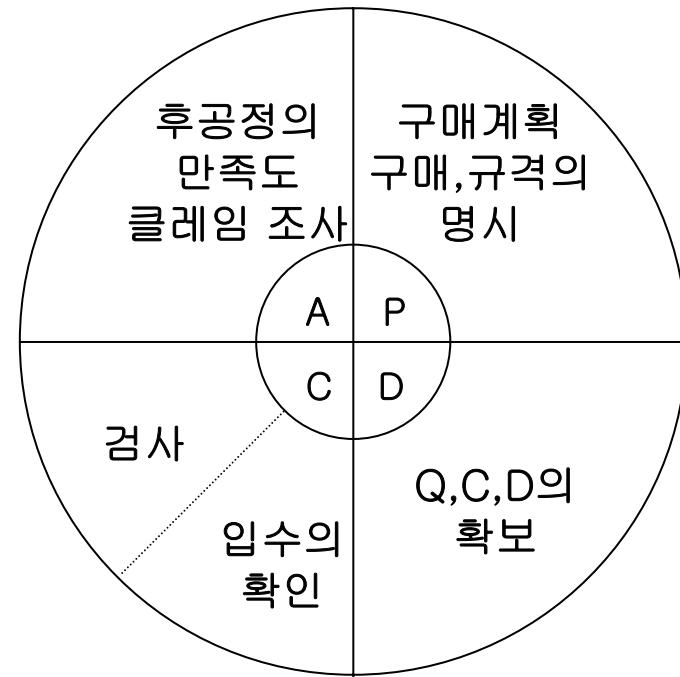 후공정의
만족도
클레임 조사
구매계획
구매,규격의
명시
A
P
C
D
검사
입수의
확인
Q,C,D의
확보